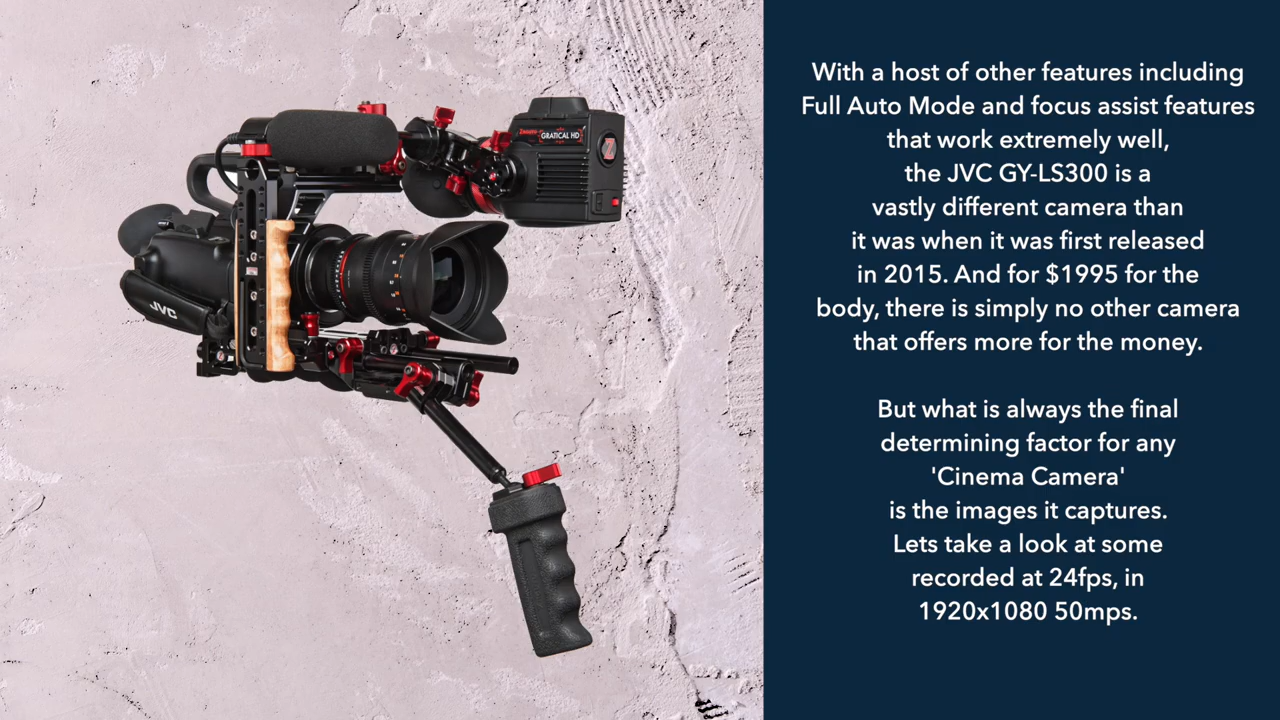 With a host of other features including
Full Auto Mode and focus assist features
that work extremely well,
the JVC GY-LS300 is a
vastly different camera than
it was when it was first released
in 2015. And for $1995 for the
body, there is simply no other camera
that offers more for the money.
But what is always the final
determining factor for any
'Cinema Camera'
is the images it captures.
Lets take a look at some
recorded at 24fps, in
1920x1080 50mps.
Zacuto
GRATICAL HD
Z
JVC